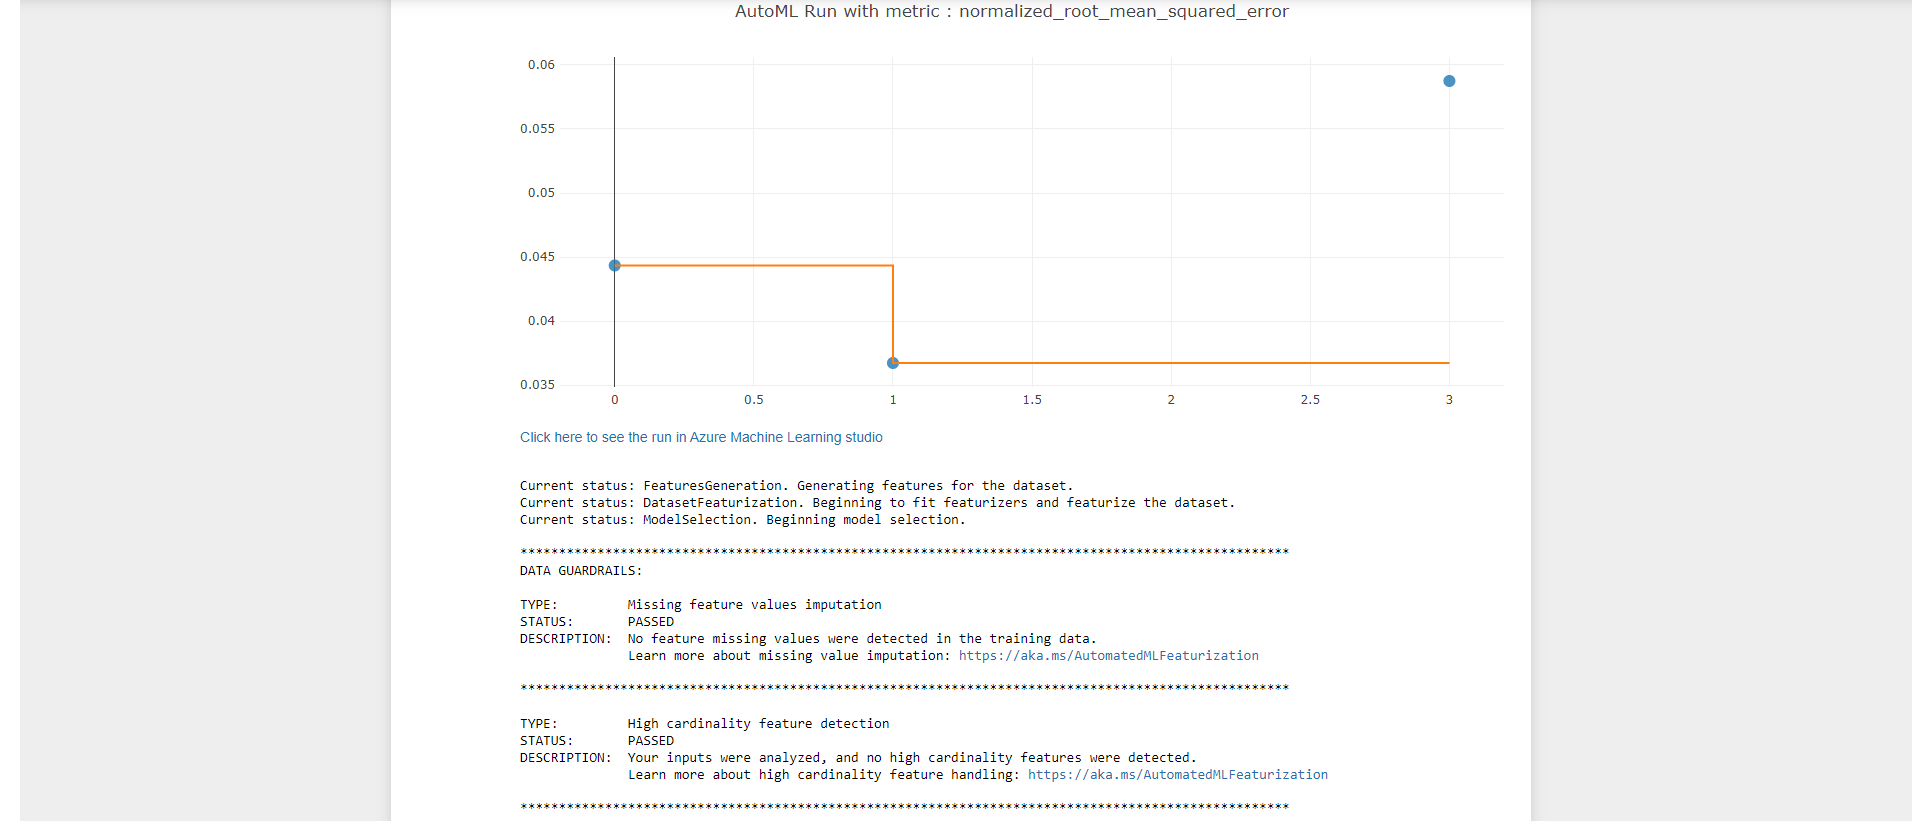 AutoML Run with metric : normalized_root_mean_squared_error
0.06
0.055
0.05
0.045
0.04
0.035
0 0.5 1 1.5 2 2.5 3
Click here to see the run in Azure Machine Learning studio
Current status: FeaturesGeneration. Generating features for the dataset.
Current status: DatasetFeaturization. Beginning to fit featurizers and featurize the dataset.
Current status: ModelSelection. Beginning model selection.
****************************************************************************************************
DATA GUARDRAILS:
TYPE: Missing feature values imputation
STATUS: PASSED
DESCRIPTION: No feature missing values were detected in the training data.
Learn more about missing value imputation: https://aka.ms/AutomatedMLFeaturization
****************************************************************************************************
TYPE: High cardinality feature detection
STATUS: PASSED
DESCRIPTION: Your inputs were analyzed, and no high cardinality features were detected.
Learn more about high cardinality feature handling: https://aka.ms/AutomatedMLFeaturization
****************************************************************************************************